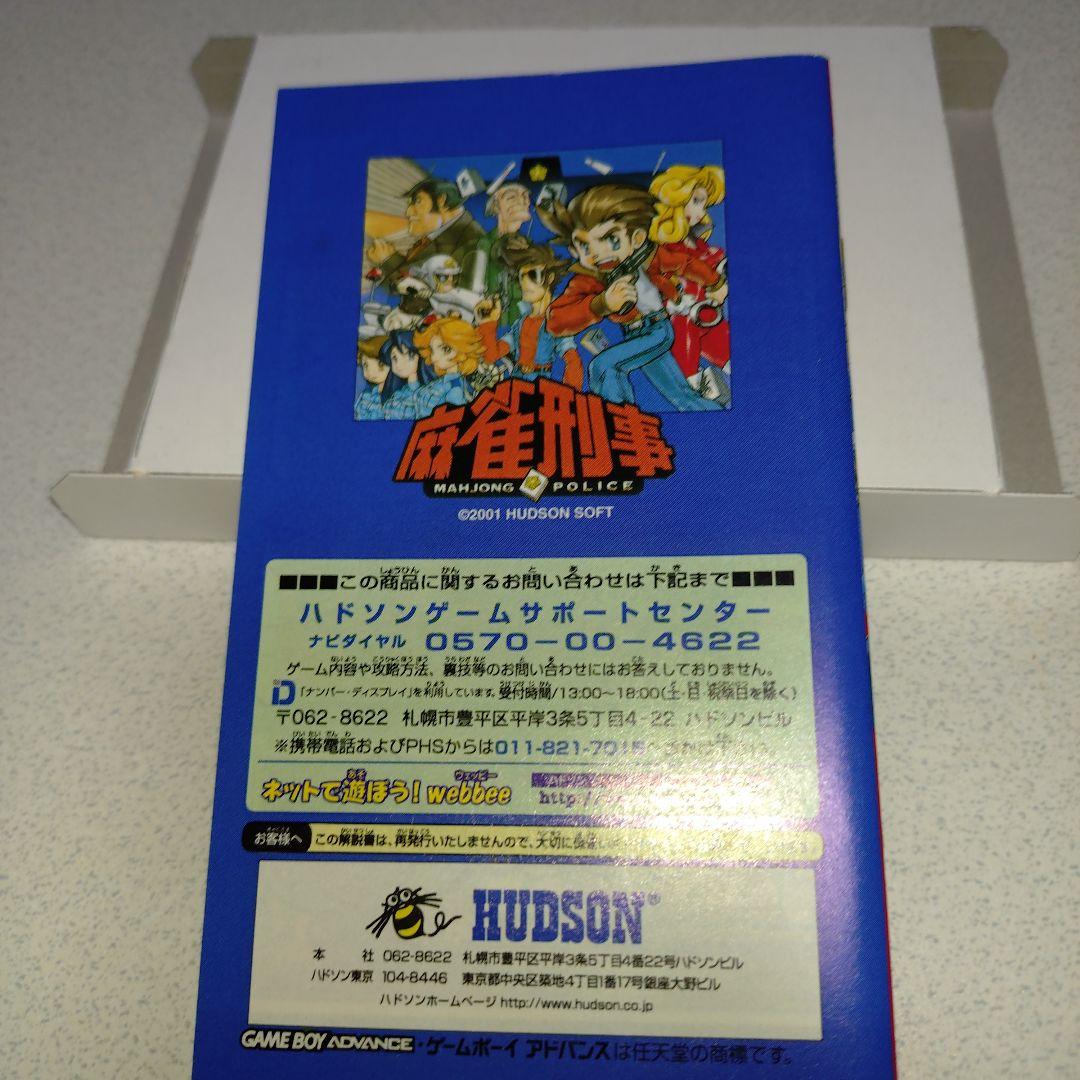 麻雀刑事
MAHJONG POLICE
©2001 HUDSON SOFT
■■■この商品に関するお問い合わせは下記まで■■■
ハドソンゲームサポートセンター
ナビダイヤル 0570-00-4622
ゲーム内容や攻略方法、裏技等のお問い合わせにはお答えしておりません。
「ナンバー・ディスプレイ」を利用しています。受付時間/13:00~18:00(土・日・祝祭日を除く)
〒062-8622 札幌市豊平区平岸3条5丁目4-22 ハドソンビル
※携帯電話およびPHSからは011-821-7015へ
ネットで遊ぼう!webbee
http://
お客様へ この解説書は、再発行いたしませんので、大切に保管し
HUDSON®
本 社 062-8622 札幌市豊平区平岸3条5丁目4番22号ハドソンビル
ハドソン東京 104-8446 東京都中央区築地4丁目1番17号銀座大野ビル
ハドソンホームページ http://www.hudson.co.jp
GAME BOY ADVANCE・ゲームボーイ アドバンスは任天堂の商標です。